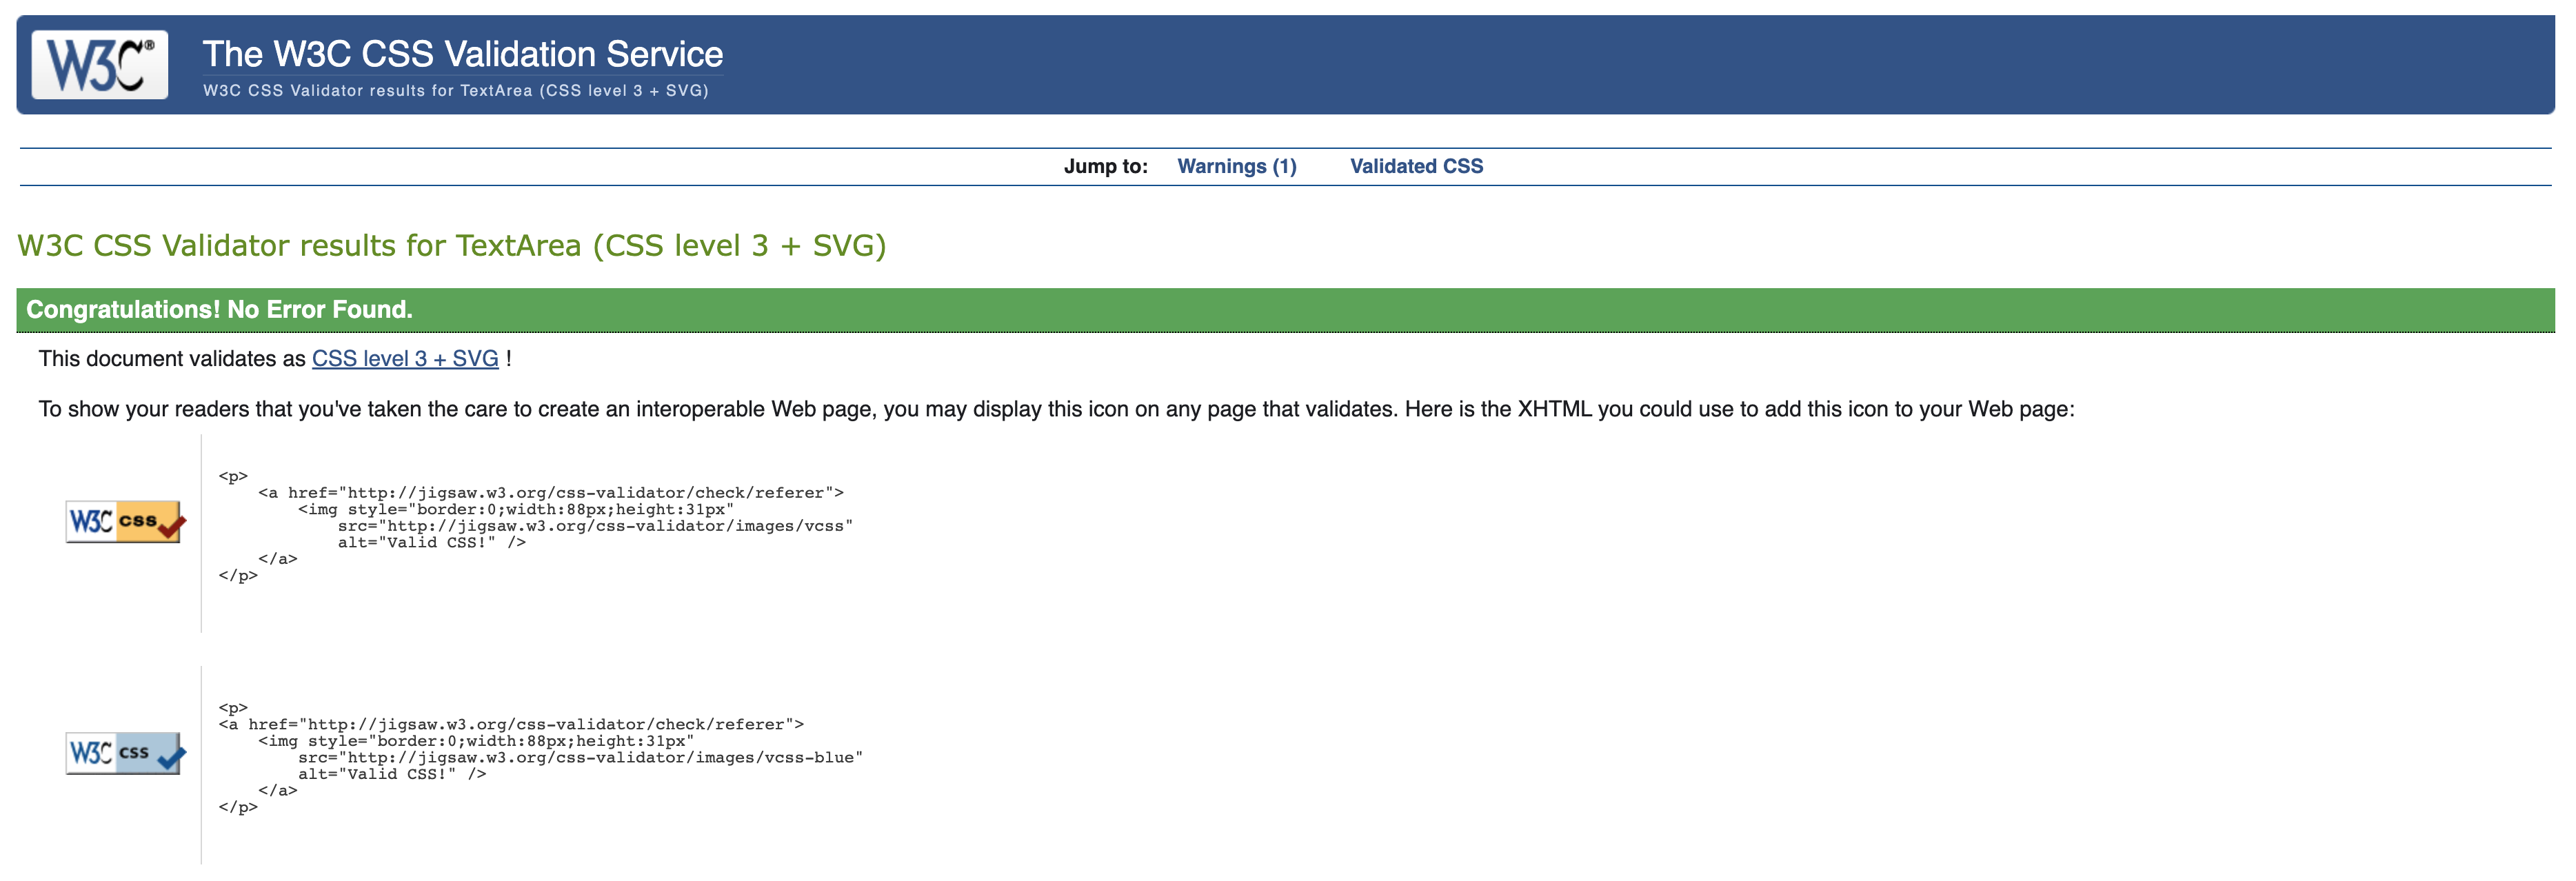 W3C®
The W3C CSS Validation Service
W3C CSS Validator results for TextArea (CSS level 3 + SVG)
Jump to: Warnings (1) Validated CSS
W3C CSS Validator results for TextArea (CSS level 3 + SVG)
Congratulations! No Error Found.
This document validates as CSS level 3 + SVG !
To show your readers that you've taken the care to create an interoperable Web page, you may display this icon on any page that validates. Here is the XHTML you could use to add this icon to your Web page:
W3C css
<p>
<a href="http://jigsaw.w3.org/css-validator/check/referer">
<img style="border:0;width:88px;height:31px"
src="http://jigsaw.w3.org/css-validator/images/vcss"
alt="Valid CSS!" />
</a>
</p>
W3C css
<p>
<a href="http://jigsaw.w3.org/css-validator/check/referer">
<img style="border:0;width:88px;height:31px"
src="http://jigsaw.w3.org/css-validator/images/vcss-blue"
alt="Valid CSS!" />
</a>
</p>